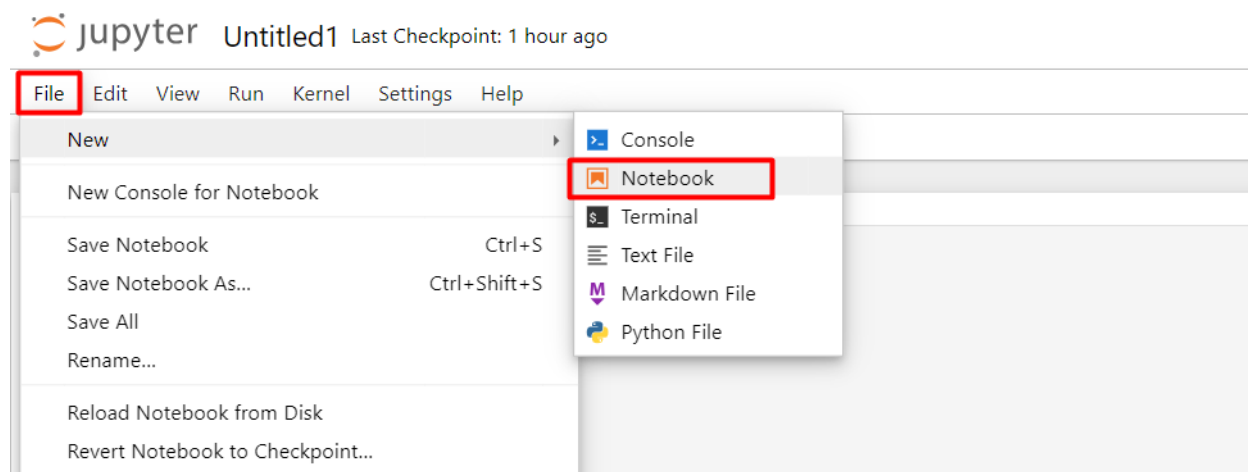 jupyter Untitled1 Last Checkpoint: 1 hour ago
File Edit View Run Kernel Settings Help
New
New Console for Notebook
Save Notebook Ctrl+S
Save Notebook As... Ctrl+Shift+S
Save All
Rename...
Reload Notebook from Disk
Revert Notebook to Checkpoint...
Console
Notebook
$_ Terminal
Text File
M Markdown File
Python File